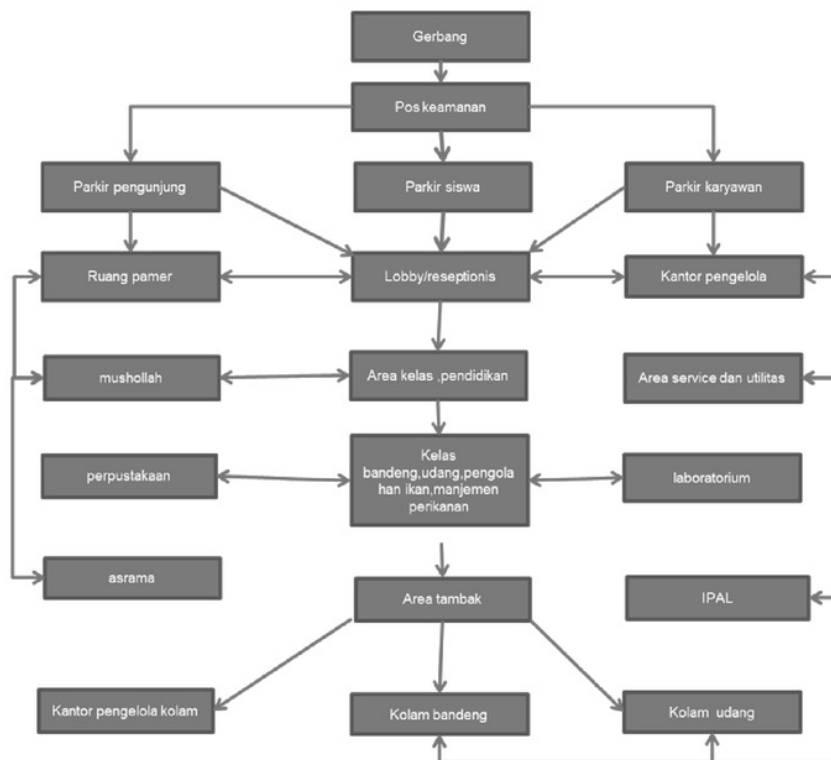 Gerbang
Pos keamanan
Parkir pengunjung
Parkir siswa
Parkir karyawan
Ruang pamer
Lobby/reseptionis
Kantor pengelola
mushollah
Area kelas ,pendidikan
Area service dan utilitas
perpustakaan
Kelas
bandeng,udang,pengola
han ikan,manjemen
perikanan
laboratorium
asrama
Area tambak
IPAL
Kantor pengelola kolam
Kolam bandeng
Kolam udang